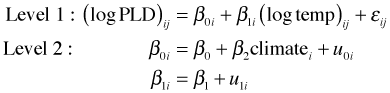 Level 1: (log PLD)ij = β0i + β1i (log temp)ij + εij
Level 2: β0i = β0 + β2climatei + u0i
β1i = β1 + u1i